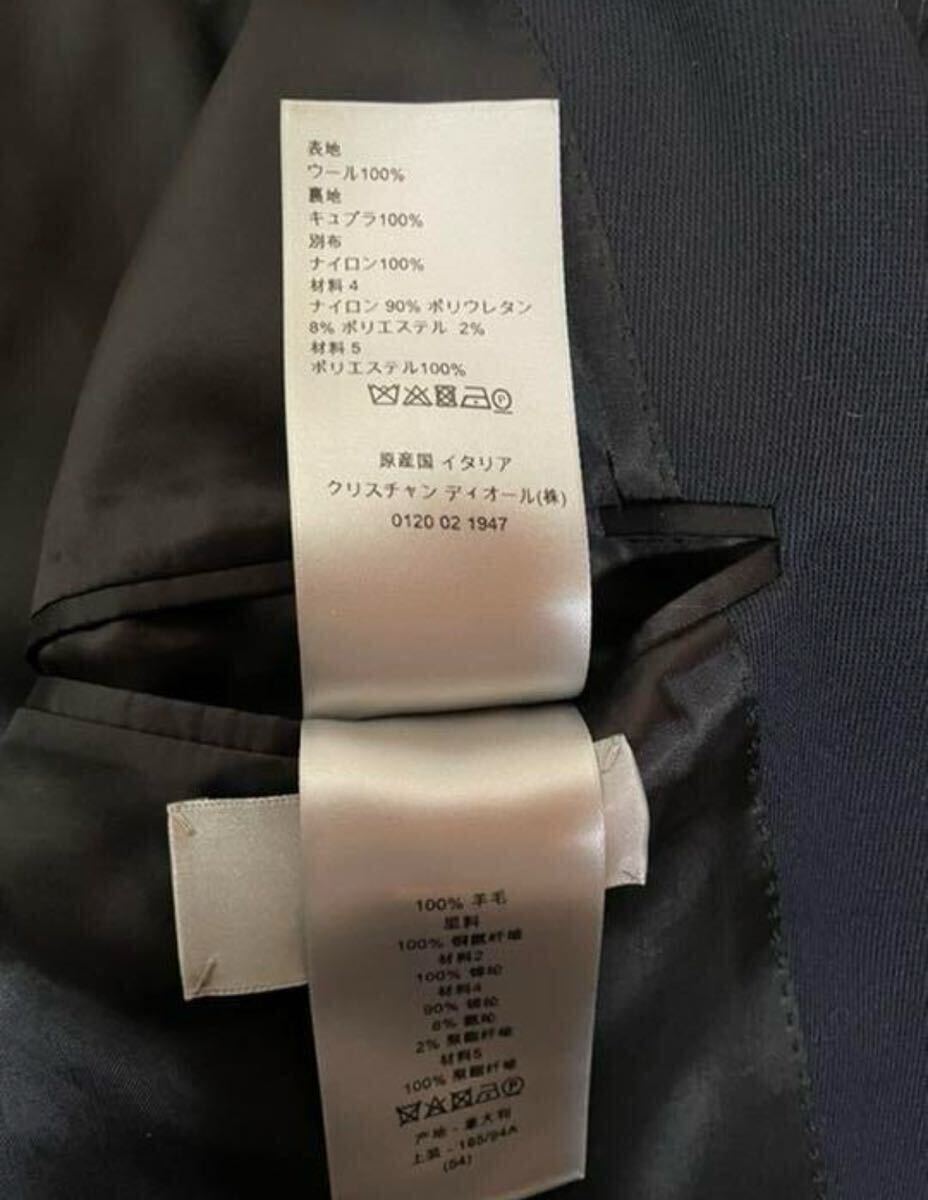 表地
ウール100%
裏地
キュプラ100%
別布
ナイロン100%
材料 4
ナイロン 90% ポリウレタン
8% ポリエステル 2%
材料 5
ポリエステル100%
P
原産国 イタリア
クリスチャン ディオール(株)
0120 02 1947
100% 羊毛
里料
100% 铜氨纤维
材料2
100% 锦纶
材料4
90% 锦纶
8% 氨纶
2% 聚酯纤维
材料5
100% 聚酯纤维
P
产地 - 意大利
上装 -
(54)